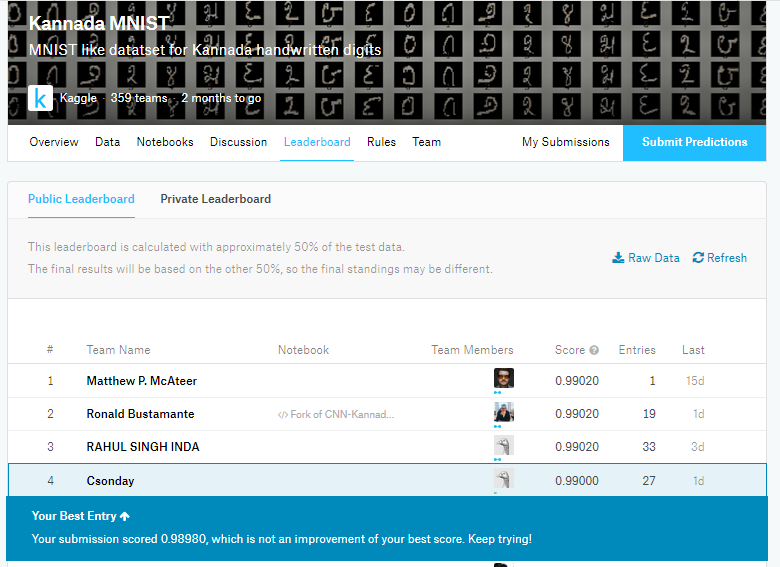 Kannada MNIST
MNIST like datatset for Kannada handwritten digits
k Kaggle · 359 teams · 2 months to go
Overview Data Notebooks Discussion Leaderboard Rules Team My Submissions Submit Predictions
Public Leaderboard Private Leaderboard
This leaderboard is calculated with approximately 50% of the test data.
The final results will be based on the other 50%, so the final standings may be different.
Raw Data Refresh
# Team Name Notebook Team Members Score Entries Last
1 Matthew P. McAteer 0.99020 1 15d
2 Ronald Bustamante Fork of CNN-Kannad... 0.99020 19 1d
3 RAHUL SINGH INDA 0.99020 33 3d
4 Csonday 0.99000 27 1d
Your Best Entry
Your submission scored 0.98980, which is not an improvement of your best score. Keep trying!